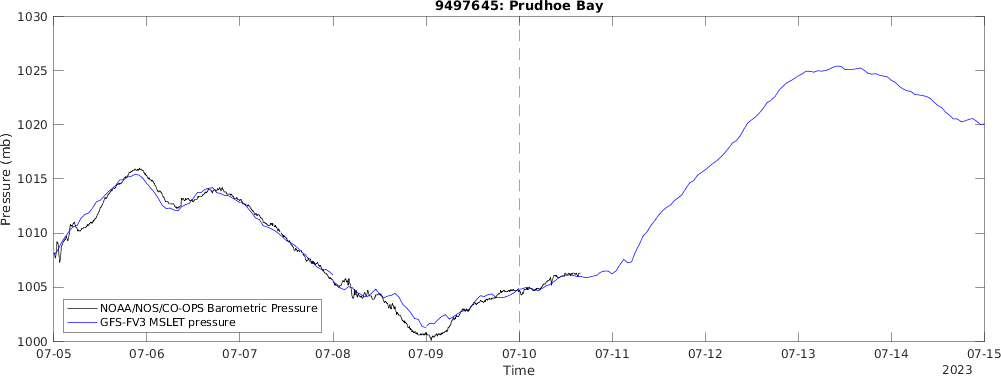 9497645: Prudhoe Bay
1030
1025
1020
1015
1010
1005
1000
Pressure (mb)
NOAA/NOS/CO-OPS Barometric Pressure
GFS-FV3 MSLET pressure
07-05 07-06 07-07 07-08 07-09 07-10 07-11 07-12 07-13 07-14 07-15
Time
2023